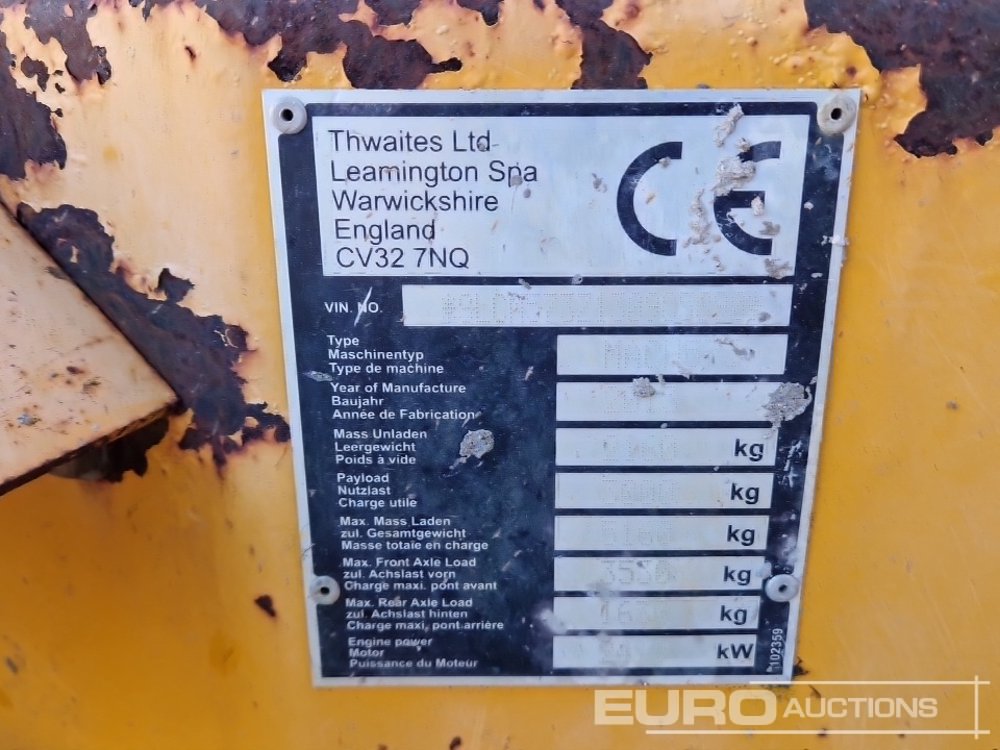 Thwaites Ltd
Leamington Spa
Warwickshire
England
CV32 7NQ
CE
VIN. NO.
Type
Maschinentyp
Type de machine
Year of Manufacture
Baujahr
Année de Fabrication
Mass Unladen
Leergewicht
Poids à vide
kg
Payload
Nutzlast
Charge utile
kg
Max. Mass Laden
zul. Gesamtgewicht
Masse totale en charge
kg
Max. Front Axle Load
zul. Achslast vorn
Charge maxi. pont avant
kg
Max. Rear Axle Load
zul. Achslast hinten
Charge maxi. pont arrière
kg
Engine power
Motor
Puissance du Moteur
kW
102359
EURO AUCTIONS